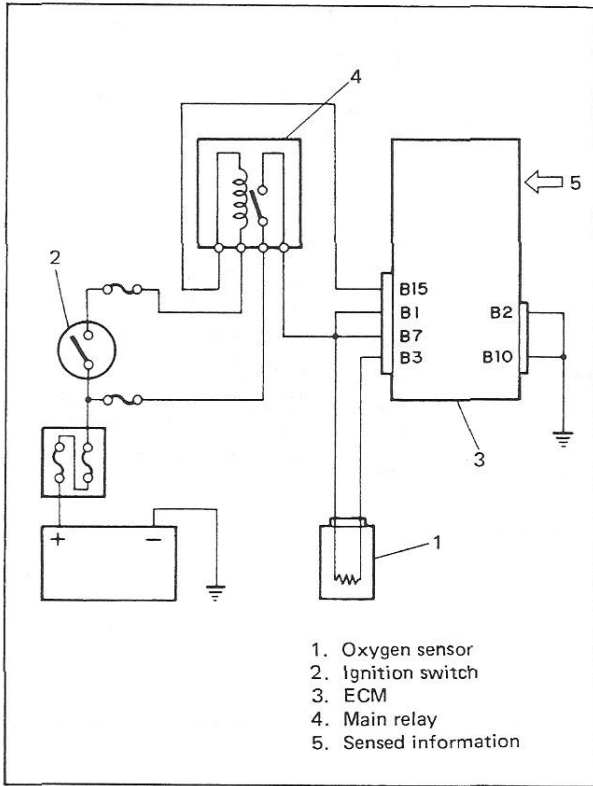 4
5
2
B15
B1
B2
B7
B3
B10
3
+
−
1
1. Oxygen sensor
2. Ignition switch
3. ECM
4. Main relay
5. Sensed information